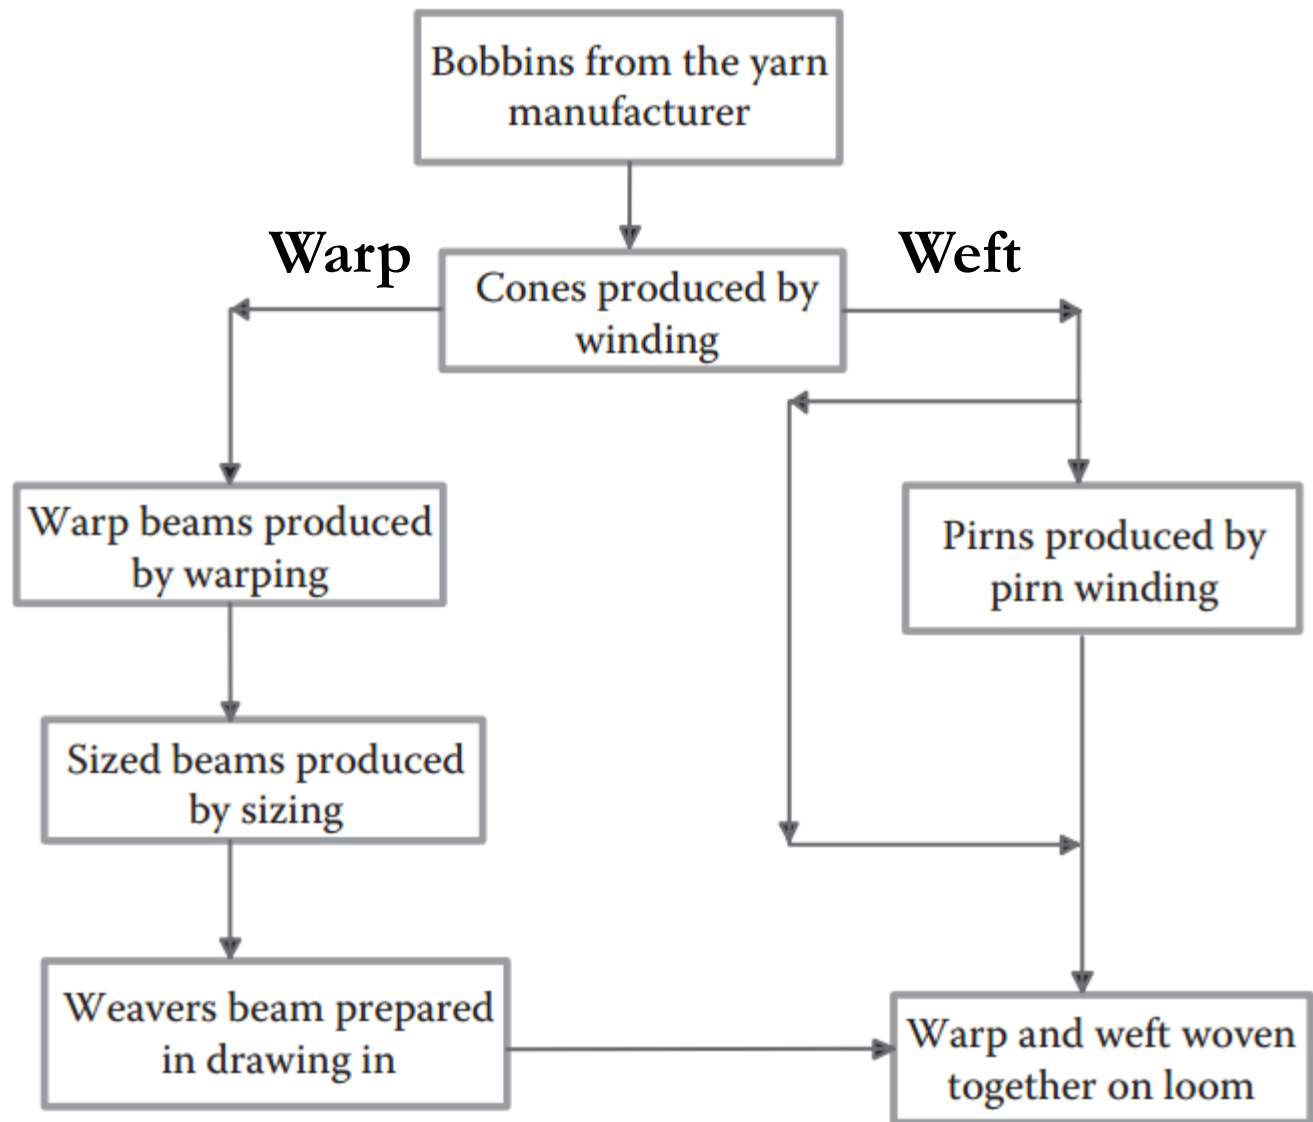 Bobbins from the yarn
manufacturer
Warp
Weft
Cones produced by
winding
Warp beams produced
by warping
Pirns produced by
pirn winding
Sized beams produced
by sizing
Weavers beam prepared
in drawing in
Warp and weft woven
together on loom